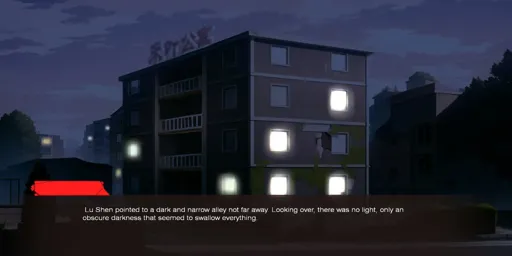 Lu Shen pointed to a dark and narrow alley not far away. Looking over, there was no light, only an
obscure darkness that seemed to swallow everything.